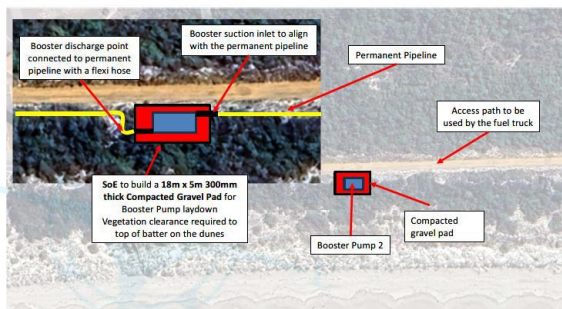 Booster discharge point
connected to permanent
pipeline with a flexi hose
Booster suction inlet to align
with the permanent pipeline
Permanent Pipeline
Access path to be
used by the fuel truck
SoE to build a 18m x 5m 300mm
thick Compacted Gravel Pad for
Booster Pump laydown
Vegetation clearance required to
top of batter on the dunes
Booster Pump 2
Compacted
gravel pad